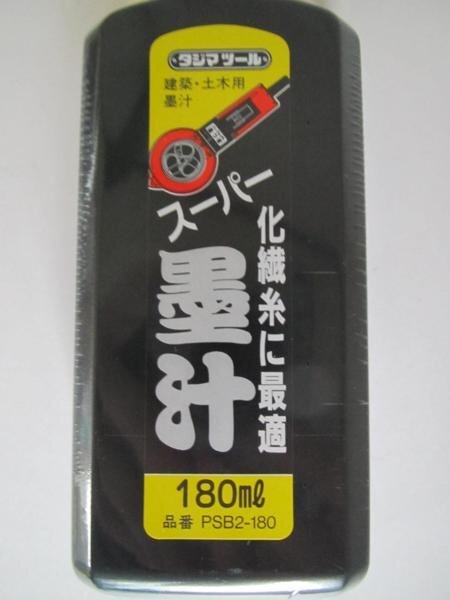 タジマツール
建築・土木用
墨汁
スーパー
墨汁
化繊糸に最適
180mℓ
品番 PSB2-180